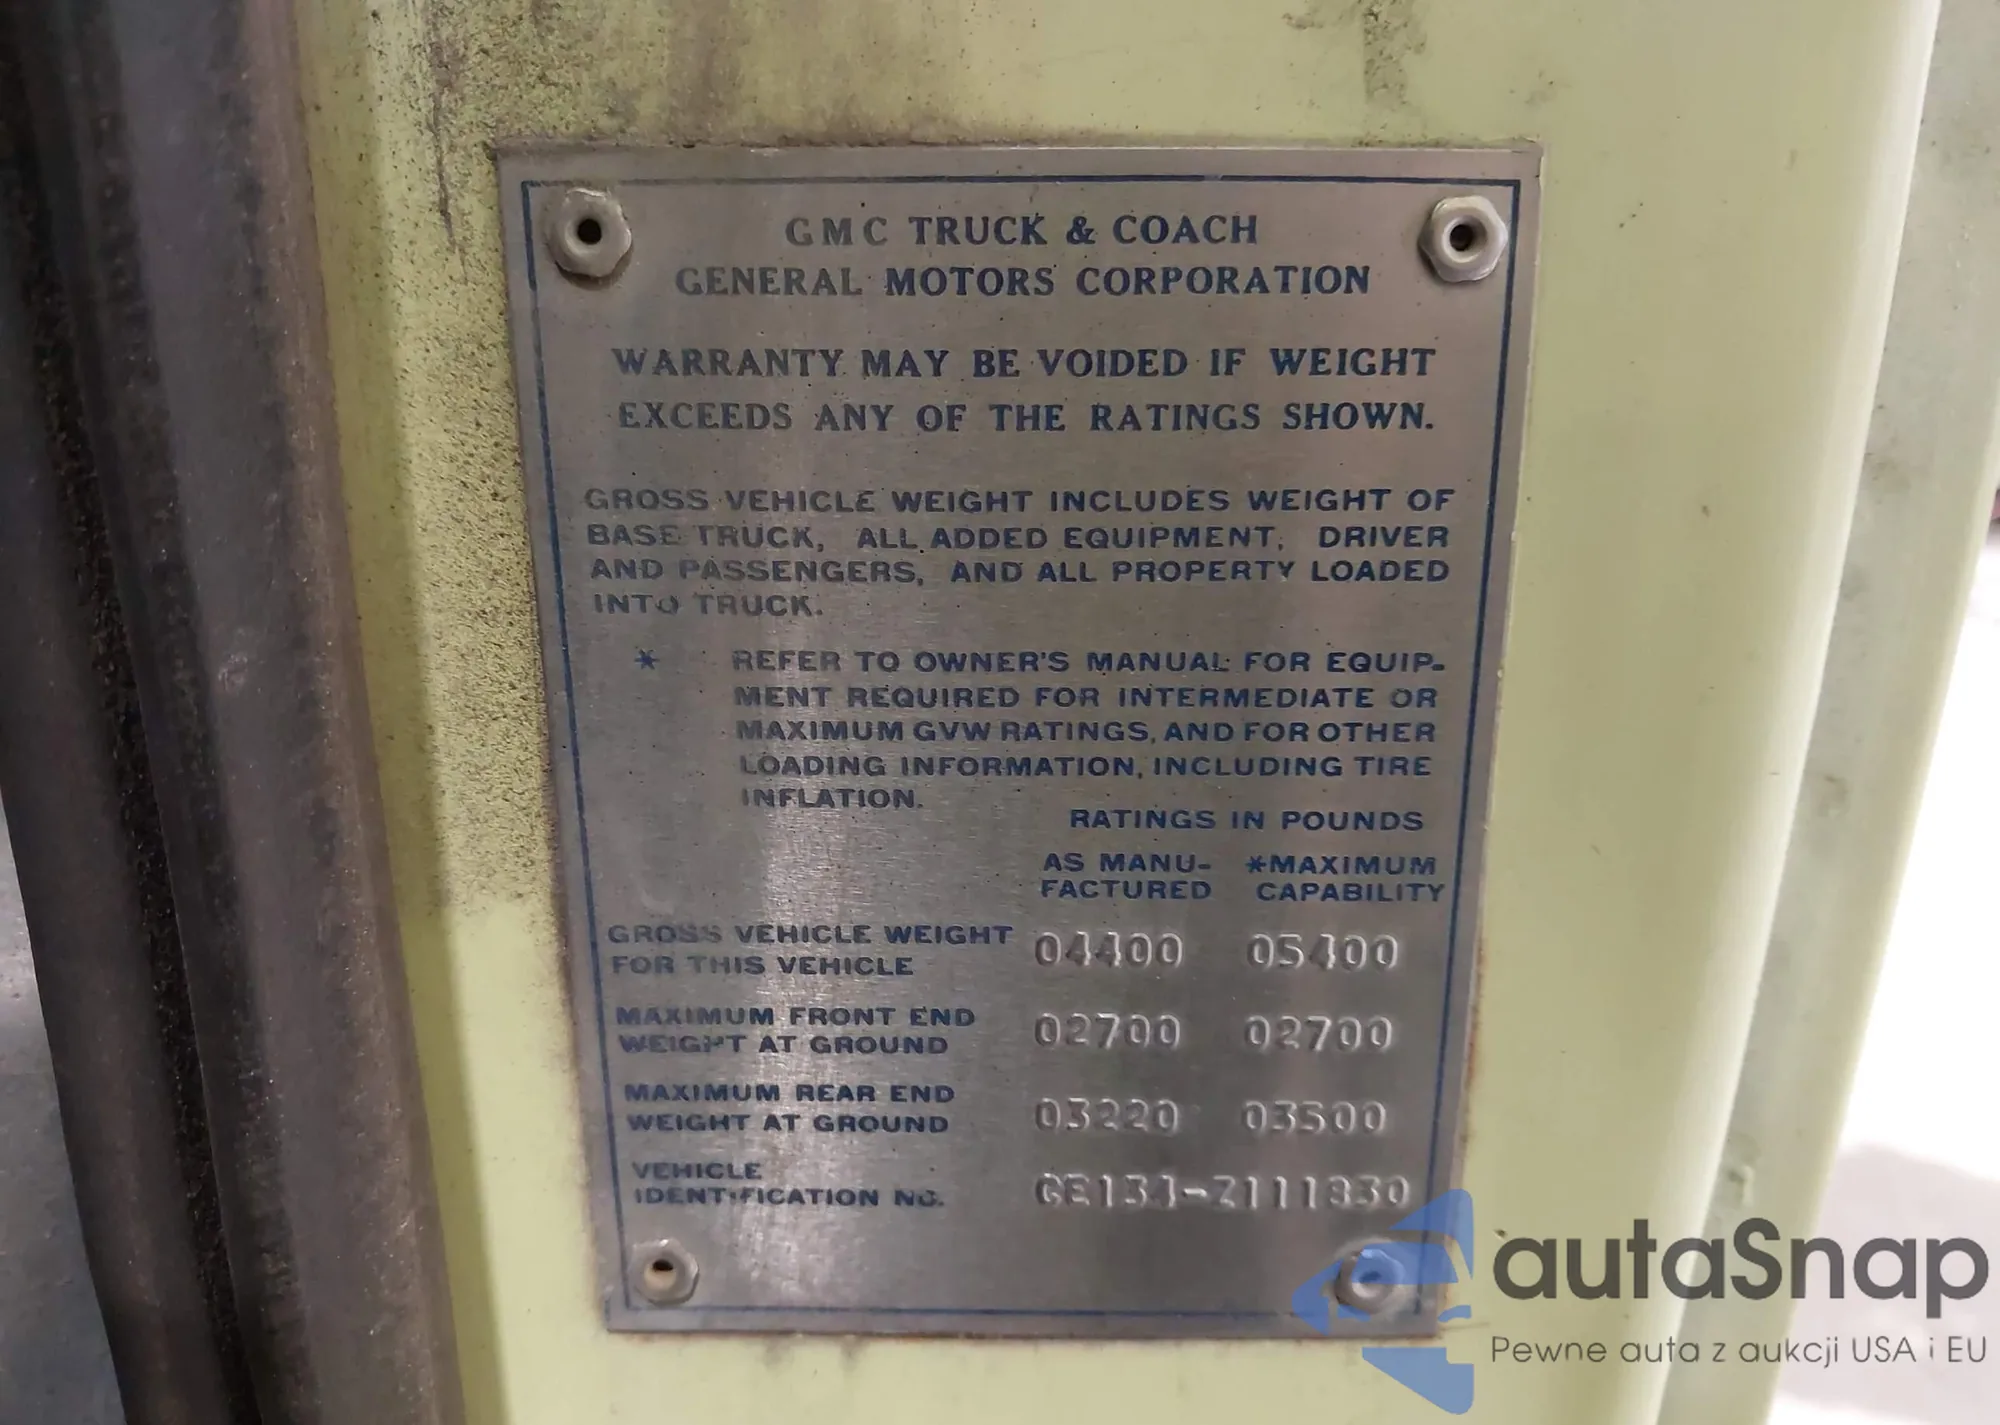 GMC TRUCK & COACH
GENERAL MOTORS CORPORATION
WARRANTY MAY BE VOIDED IF WEIGHT
EXCEEDS ANY OF THE RATINGS SHOWN.
GROSS VEHICLE WEIGHT INCLUDES WEIGHT OF
BASE TRUCK, ALL ADDED EQUIPMENT, DRIVER
AND PASSENGERS, AND ALL PROPERTY LOADED
INTO TRUCK.
* REFER TO OWNER'S MANUAL FOR EQUIP-
MENT REQUIRED FOR INTERMEDIATE OR
MAXIMUM GVW RATINGS, AND FOR OTHER
LOADING INFORMATION, INCLUDING TIRE
INFLATION.
RATINGS IN POUNDS
AS MANU- *MAXIMUM
FACTURED CAPABILITY
GROSS VEHICLE WEIGHT
FOR THIS VEHICLE 04400 05400
MAXIMUM FRONT END
WEIGHT AT GROUND 02700 02700
MAXIMUM REAR END
WEIGHT AT GROUND 03220 03500
VEHICLE
IDENTIFICATION NO. CE134-Z111830
autaSnap
Pewne auta z aukcji USA i EU